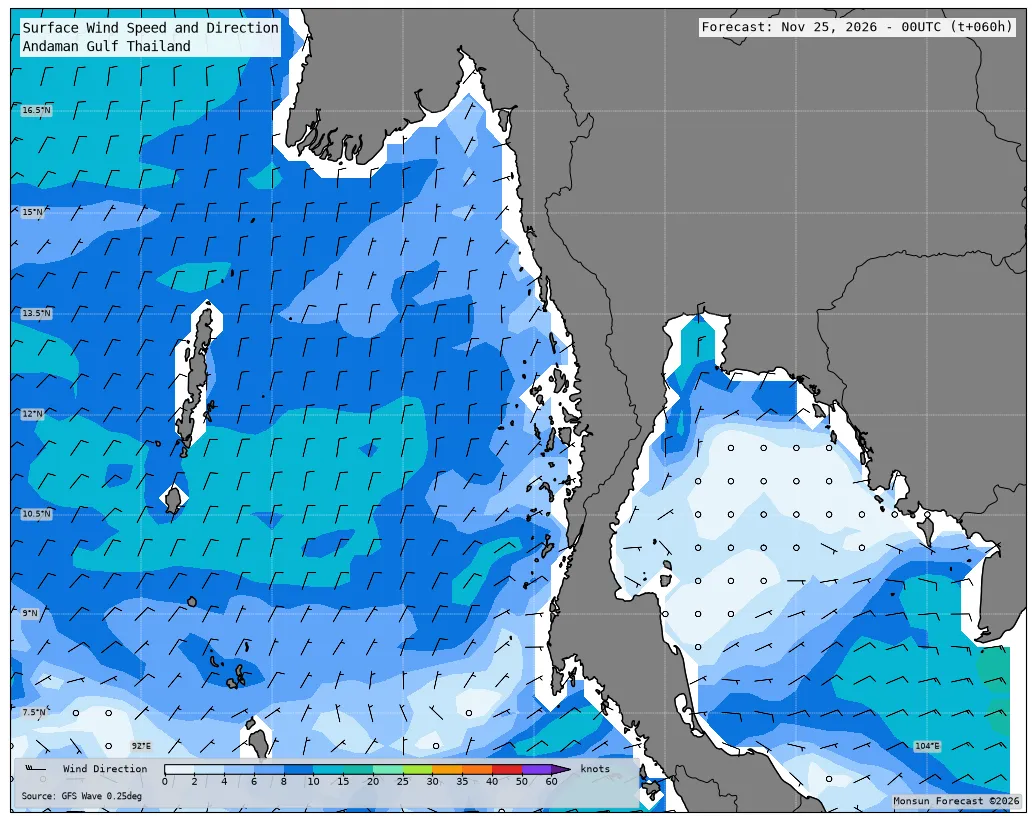 Surface Wind Speed and Direction
Andaman Gulf Thailand
Forecast: Nov 25, 2026 - 00UTC (t+060h)
16.5°N
15°N
13.5°N
12°N
10.5°N
9°N
7.5°N
92°E
104°E
Wind Direction
0 2 4 6 8 10 15 20 25 30 35 40 50 60 knots
Source: GFS Wave 0.25deg
Monsun Forecast ©2026